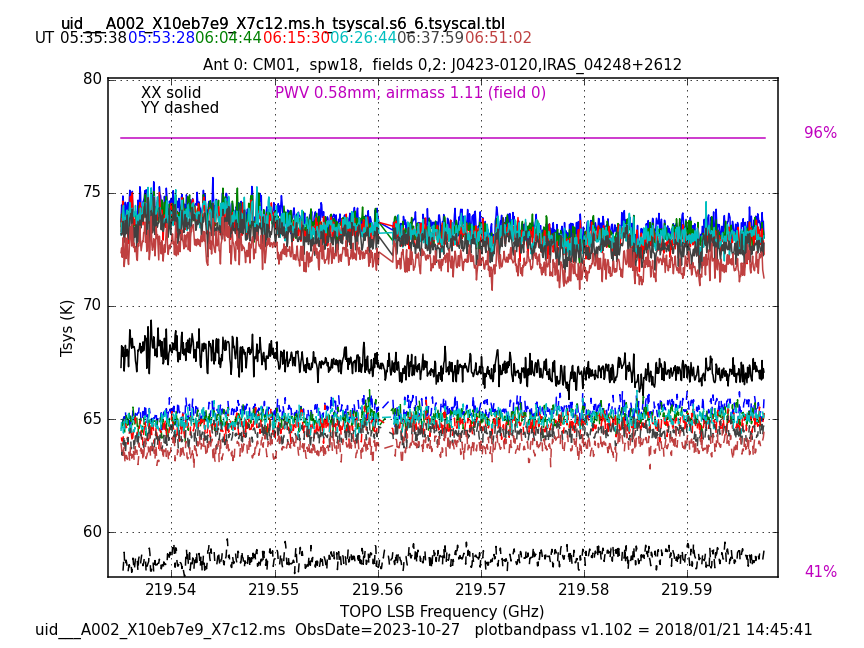 uid___A002_X10eb7e9_X7c12.ms.h_tsyscal.s6_6.tsyscal.tbl
UT 05:35:38 05:53:28 06:04:44 06:15:30 06:26:44 06:37:59 06:51:02
Ant 0: CM01,  spw18,  fields 0,2: J0423-0120,IRAS_04248+2612
80
XX solid PWV 0.58mm, airmass 1.11 (field 0)
YY dashed
96%
75
70
Tsys (K)
65
60
41%
219.54 219.55 219.56 219.57 219.58 219.59
TOPO LSB Frequency (GHz)
uid___A002_X10eb7e9_X7c12.ms  ObsDate=2023-10-27   plotbandpass v1.102 = 2018/01/21 14:45:41